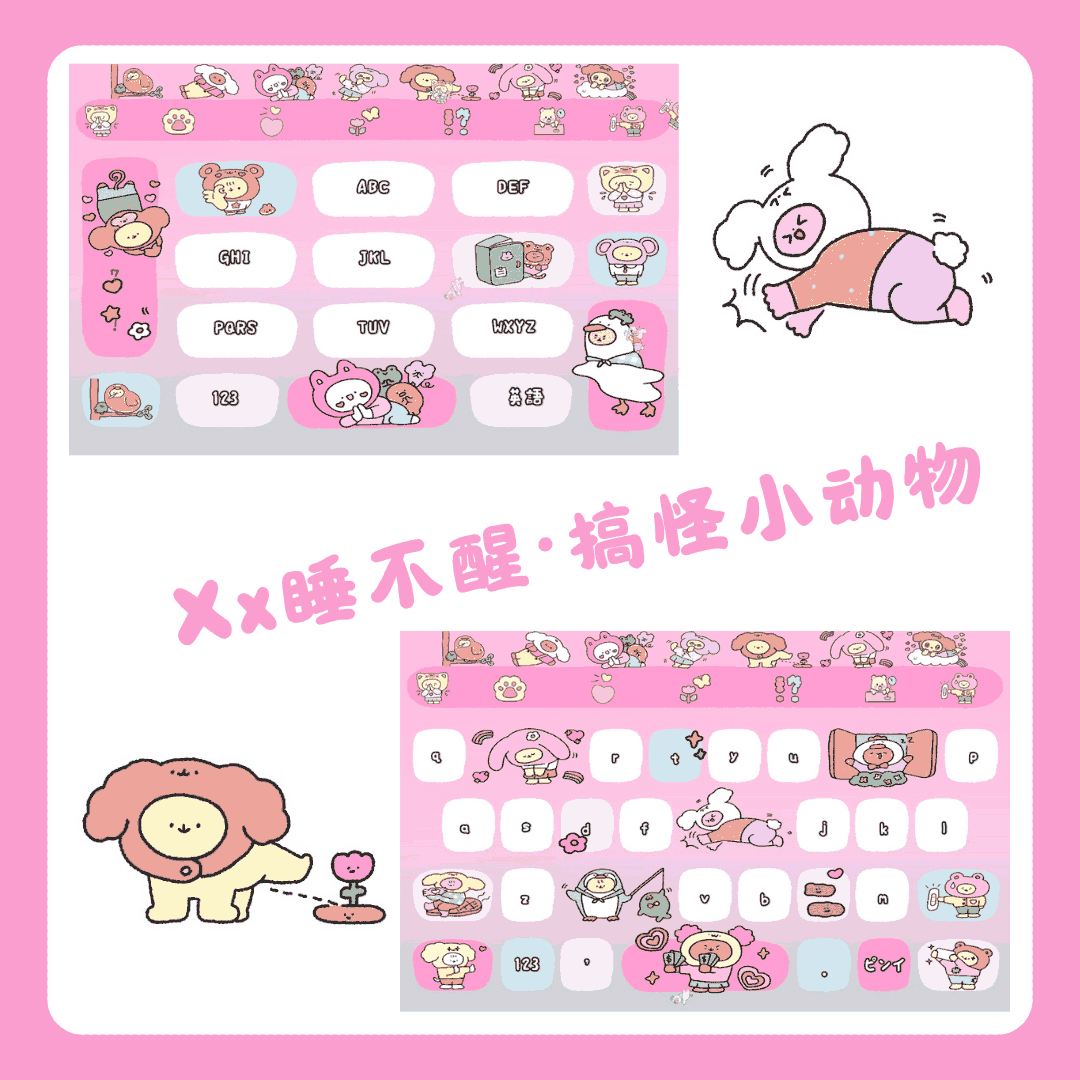 ABC DEF
GHI JKL
PQRS TUV WXYZ
123 英語
Xx睡不醒·搞怪小动物
q r t y u p
a s d f j k l
z v b m
123 ' . ピンイ